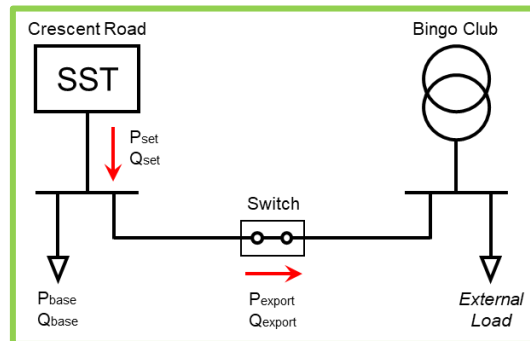 Crescent Road
Bingo Club
SST
Pset
Qset
Switch
Pbase
Qbase
Pexport
Qexport
External
Load